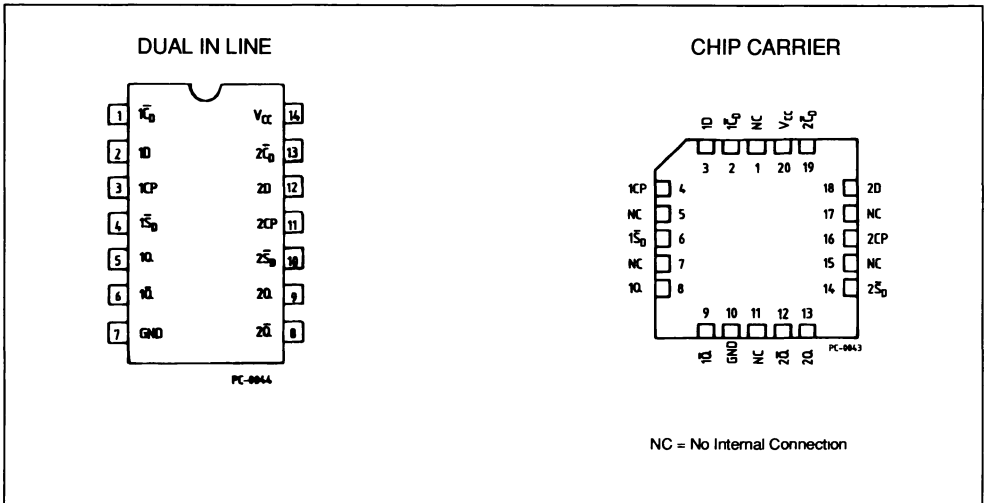 DUAL IN LINE
1 1C̅D VCC 14
2 1D 2C̅D 13
3 1CP 2D 12
4 1S̅D 2CP 11
5 1Q 2S̅D 10
6 1Q̅ 2Q 9
7 GND 2Q̅ 8
PC-0044
CHIP CARRIER
1D 1C̅D NC VCC 2C̅D
3 2 1 20 19
1CP 4 18 2D
NC 5 17 NC
1S̅D 6 16 2CP
NC 7 15 NC
1Q 8 14 2S̅D
9 10 11 12 13
1Q̅ GND NC 2Q̅ 2Q
PC-0043
NC = No Internal Connection